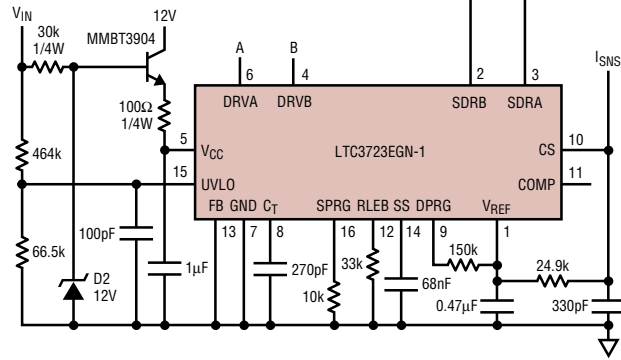 VIN
12V
30k
1/4W
MMBT3904
A
B
ISNS
6
4
2
3
DRVA
DRVB
SDRB
SDRA
100Ω
1/4W
5
VCC
LTC3723EGN-1
CS
10
464k
15
UVLO
COMP
11
FB GND CT
SPRG RLEB SS DPRG
VREF
13
7
8
16
12
14
9
1
100pF
150k
66.5k
1µF
270pF
33k
24.9k
D2
12V
10k
68nF
0.47µF
330pF